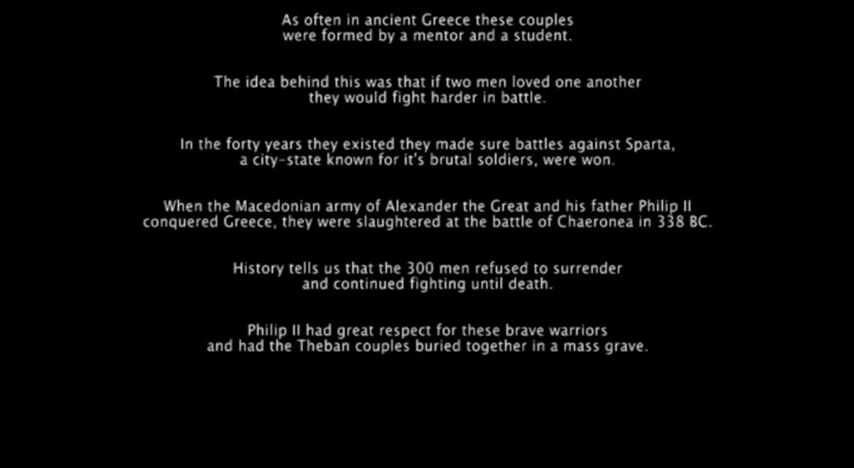 As often in ancient Greece these couples
were formed by a mentor and a student.
The idea behind this was that if two men loved one another
they would fight harder in battle.
In the forty years they existed they made sure battles against Sparta,
a city-state known for it's brutal soldiers, were won.
When the Macedonian army of Alexander the Great and his father Philip II
conquered Greece, they were slaughtered at the battle of Chaeronea in 338 BC.
History tells us that the 300 men refused to surrender
and continued fighting until death.
Philip II had great respect for these brave warriors
and had the Theban couples buried together in a mass grave.